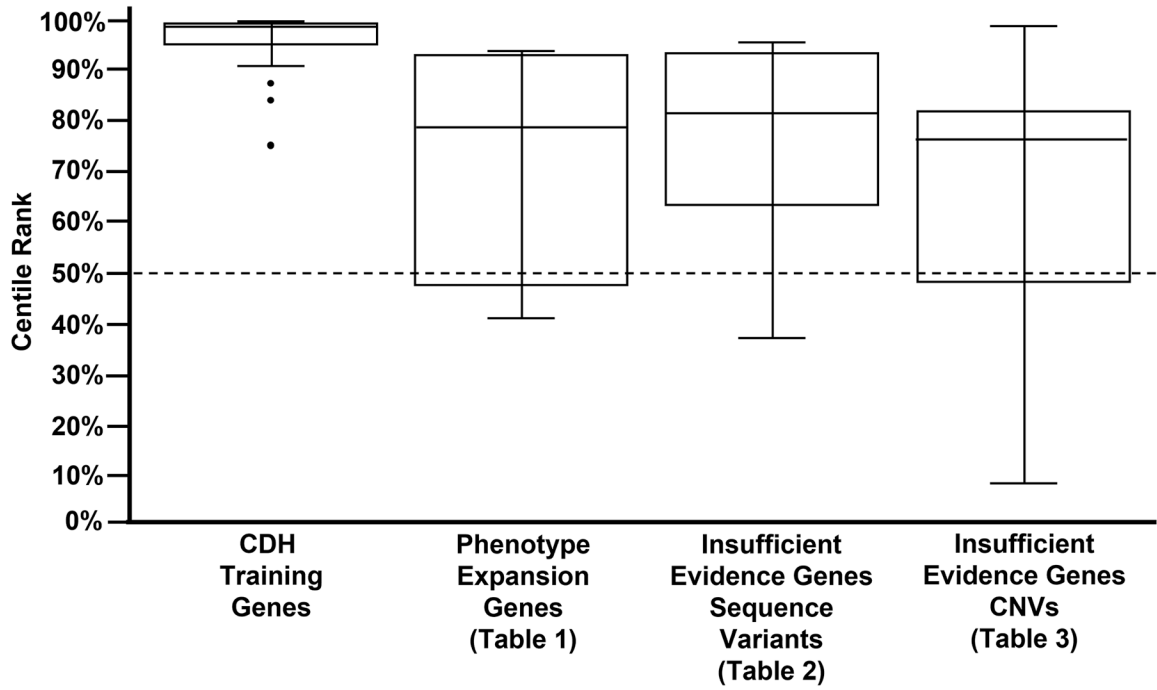 100%
90%
80%
70%
60%
50%
40%
30%
20%
10%
0%
Centile Rank
CDH
Training
Genes
Phenotype
Expansion
Genes
(Table 1)
Insufficient
Evidence Genes
Sequence
Variants
(Table 2)
Insufficient
Evidence Genes
CNVs
(Table 3)